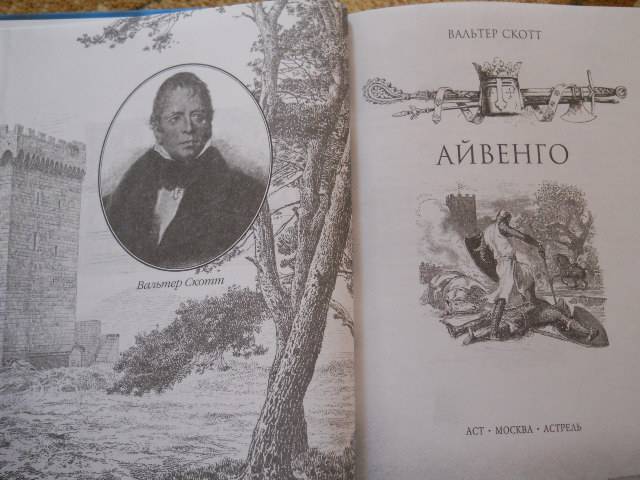 Вальтер Скотт
ВАЛЬТЕР СКОТТ
АЙВЕНГО
АСТ • МОСКВА • АСТРЕЛЬ